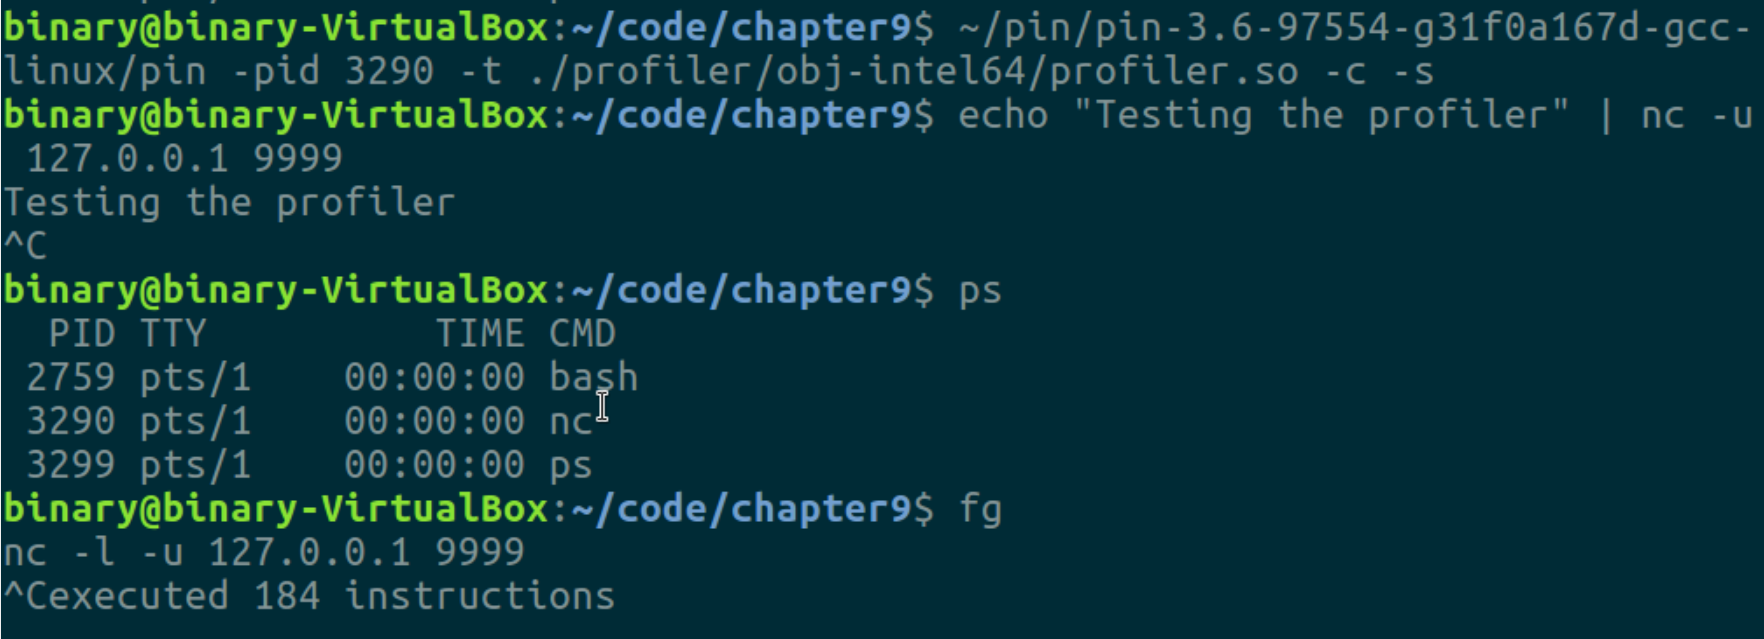 binary@binary-VirtualBox:~/code/chapter9$ ~/pin/pin-3.6-97554-g31f0a167d-gcc-
linux/pin -pid 3290 -t ./profiler/obj-intel64/profiler.so -c -s
binary@binary-VirtualBox:~/code/chapter9$ echo "Testing the profiler" | nc -u
 127.0.0.1 9999
Testing the profiler
^C
binary@binary-VirtualBox:~/code/chapter9$ ps
  PID TTY          TIME CMD
 2759 pts/1    00:00:00 bash
 3290 pts/1    00:00:00 nc
 3299 pts/1    00:00:00 ps
binary@binary-VirtualBox:~/code/chapter9$ fg
nc -l -u 127.0.0.1 9999
^Cexecuted 184 instructions